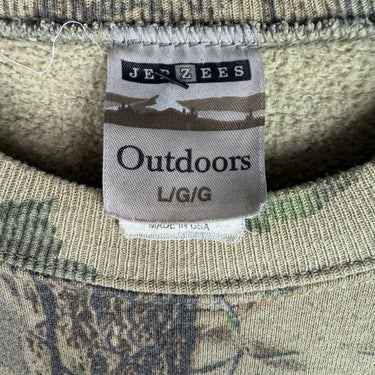 JERZEES
Outdoors
L/G/G
MADE IN USA